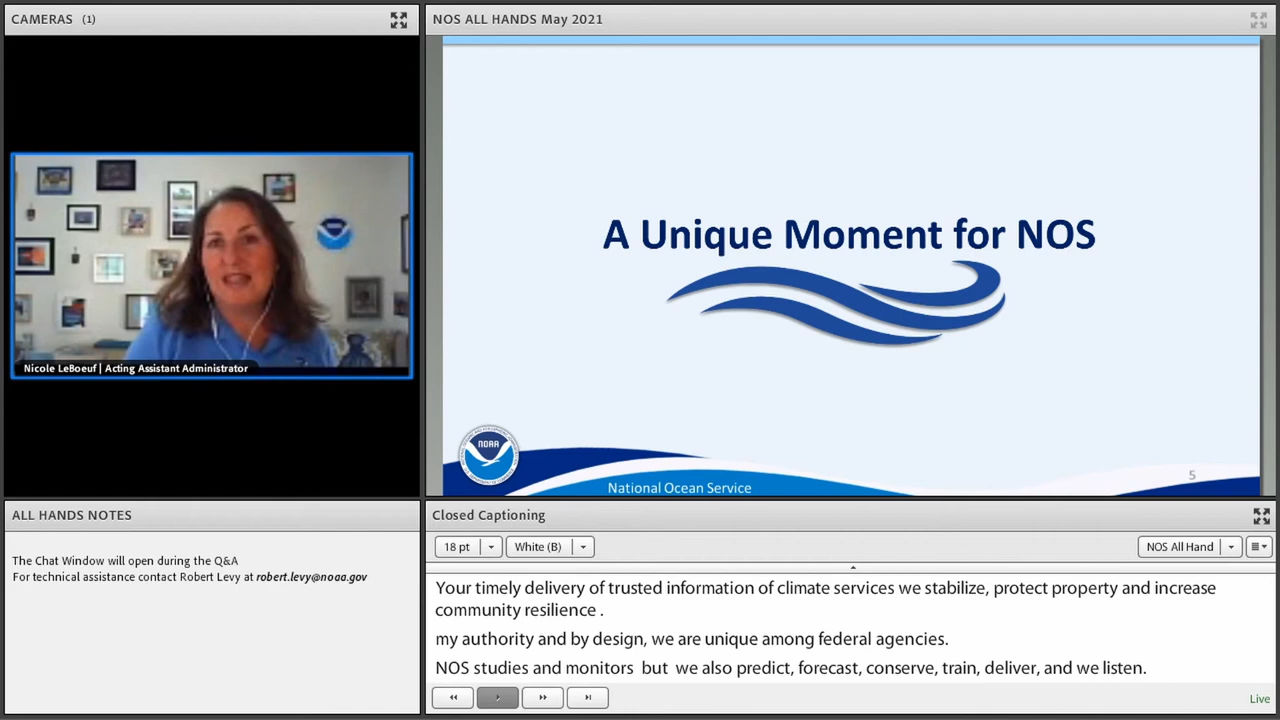 CAMERAS (1)
Nicole LeBoeuf | Acting Assistant Administrator
NOS ALL HANDS May 2021
A Unique Moment for NOS
NOAA
National Ocean Service
5
ALL HANDS NOTES
The Chat Window will open during the Q&A
For technical assistance contact Robert Levy at robert.levy@noaa.gov
Closed Captioning
18 pt
White (B)
NOS All Hand
Your timely delivery of trusted information of climate services we stabilize, protect property and increase
community resilience .
my authority and by design, we are unique among federal agencies.
NOS studies and monitors  but  we also predict, forecast, conserve, train, deliver, and we listen.
Live